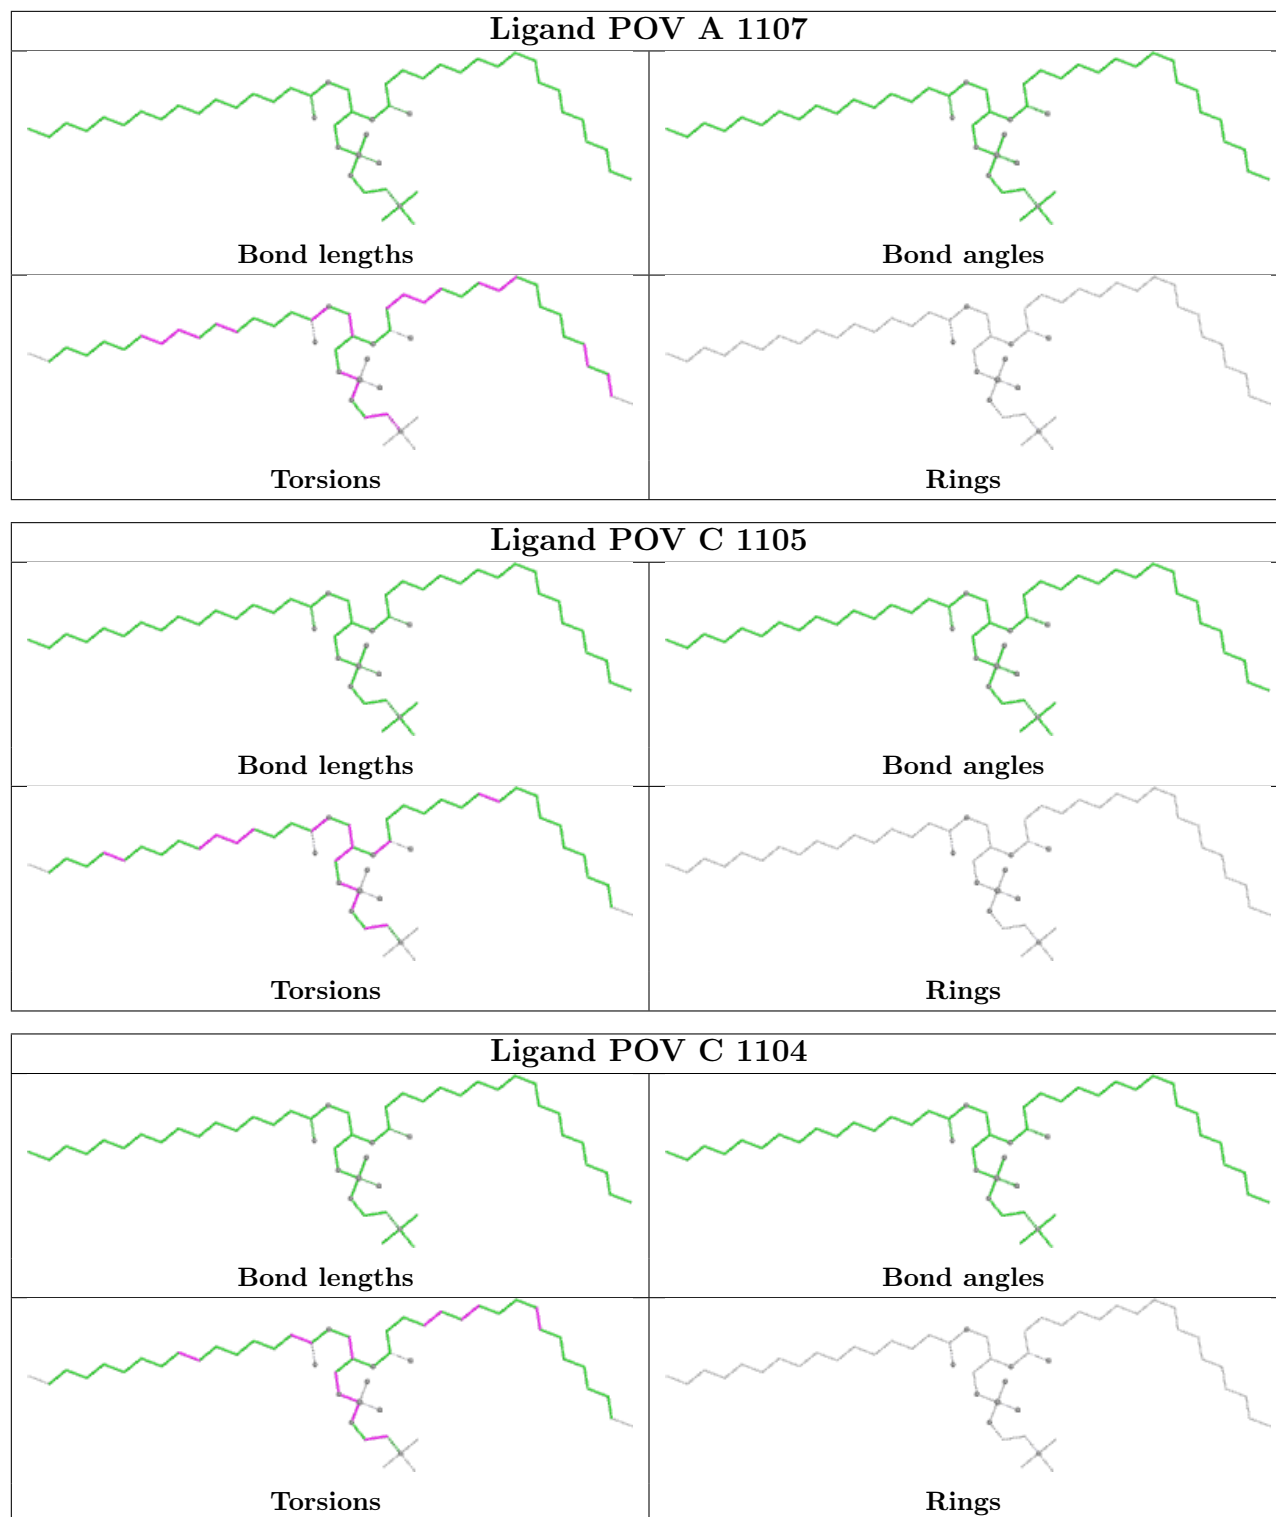 Ligand POV A 1107
Bond lengths
Bond angles
Torsions
Rings
Ligand POV C 1105
Bond lengths
Bond angles
Torsions
Rings
Ligand POV C 1104
Bond lengths
Bond angles
Torsions
Rings